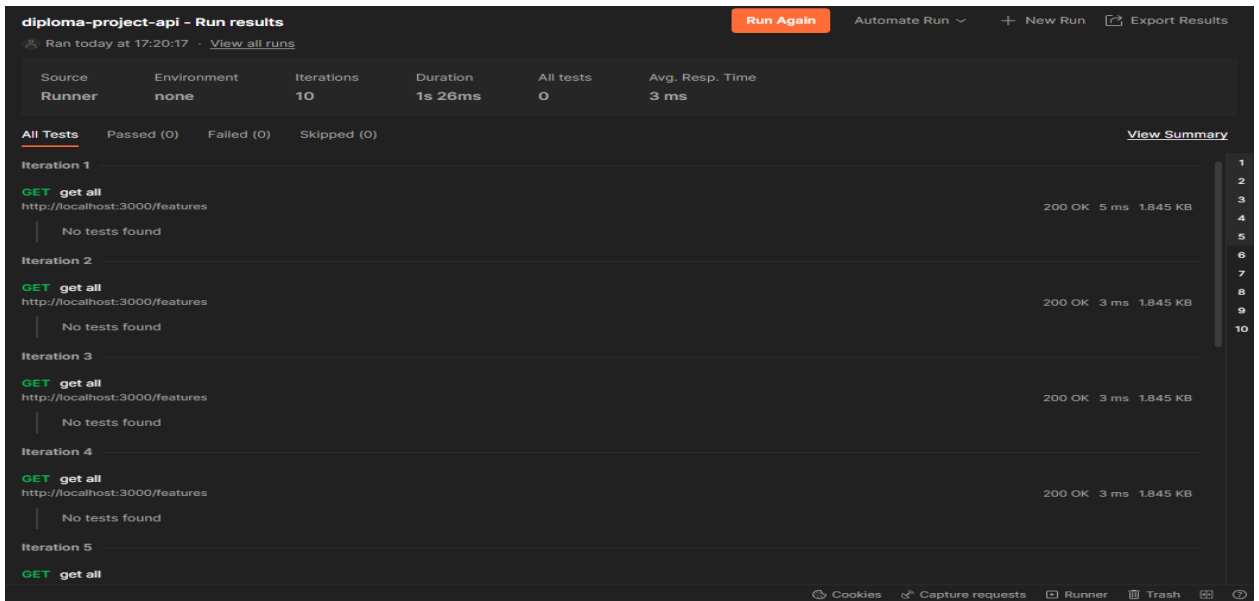 diploma-project-api - Run results
Run Again
Automate Run
New Run
Export Results
Ran today at 17:20:17 · View all runs
Source Environment Iterations Duration All tests Avg. Resp. Time
Runner none 10 1s 26ms 0 3 ms
All Tests Passed (0) Failed (0) Skipped (0) View Summary
Iteration 1
GET get all
http://localhost:3000/features
200 OK 5 ms 1.845 KB
No tests found
Iteration 2
GET get all
http://localhost:3000/features
200 OK 3 ms 1.845 KB
No tests found
Iteration 3
GET get all
http://localhost:3000/features
200 OK 3 ms 1.845 KB
No tests found
Iteration 4
GET get all
http://localhost:3000/features
200 OK 3 ms 1.845 KB
No tests found
Iteration 5
GET get all
1
2
3
4
5
6
7
8
9
10
Cookies Capture requests Runner Trash